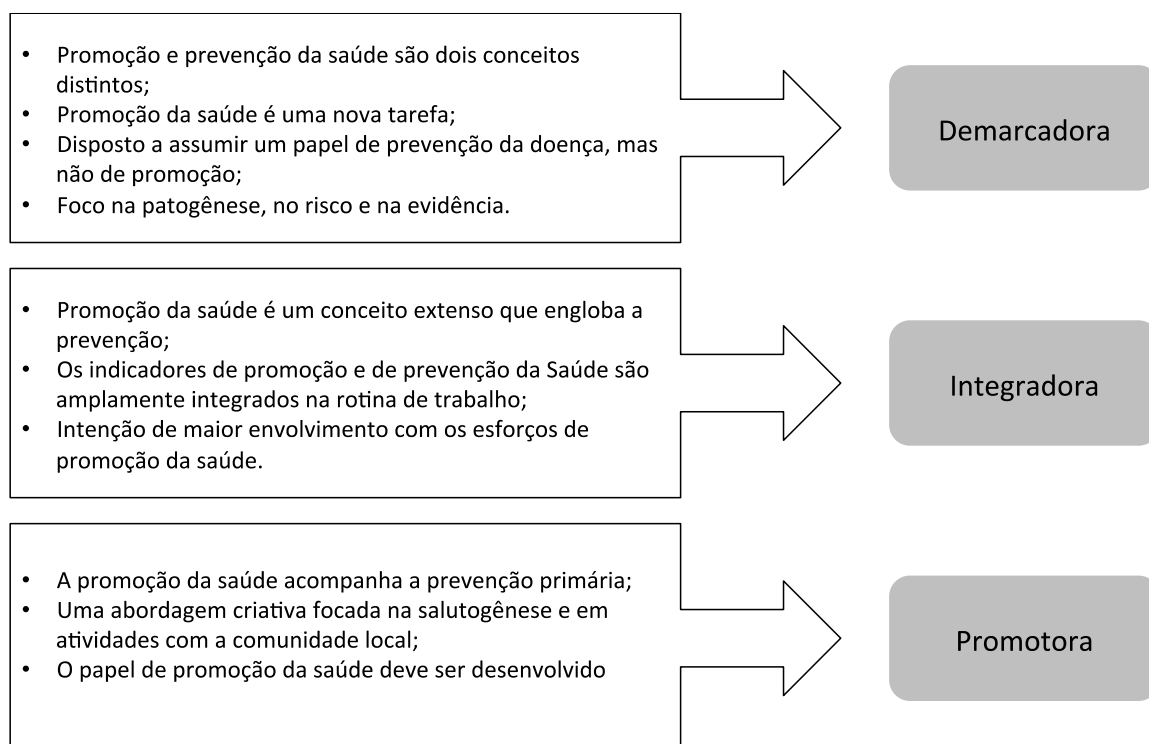 • Promoção e prevenção da saúde são dois conceitos
distintos;
• Promoção da saúde é uma nova tarefa;
• Disposto a assumir um papel de prevenção da doença, mas
não de promoção;
• Foco na patogênese, no risco e na evidência.
Demarcadora
• Promoção da saúde é um conceito extenso que engloba a
prevenção;
• Os indicadores de promoção e de prevenção da Saúde são
amplamente integrados na rotina de trabalho;
• Intenção de maior envolvimento com os esforços de
promoção da saúde.
Integradora
• A promoção da saúde acompanha a prevenção primária;
• Uma abordagem criativa focada na salutogênese e em
atividades com a comunidade local;
• O papel de promoção da saúde deve ser desenvolvido
Promotora